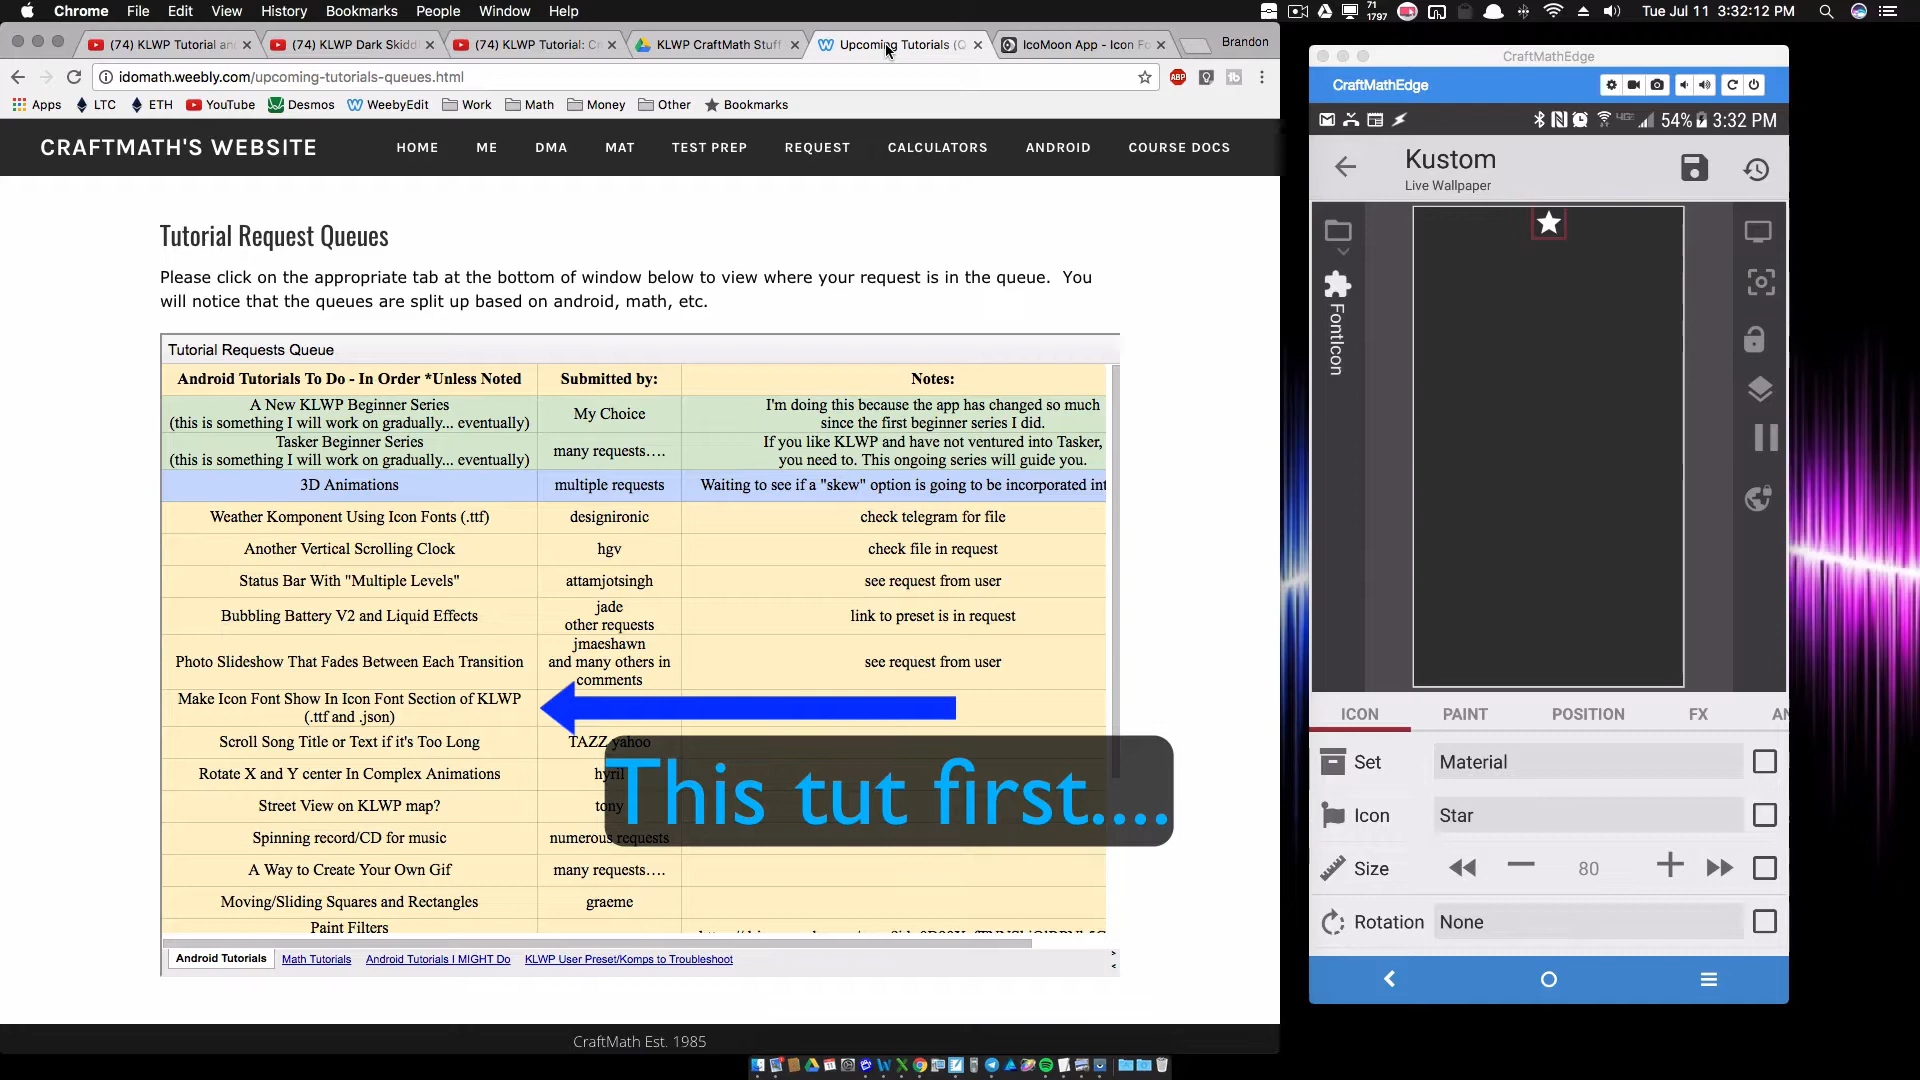 Chrome File Edit View History Bookmarks People Window Help
71
1797
Tue Jul 11 3:32:12 PM
(74) KLWP Tutorial an
(74) KLWP Dark Skidd
(74) KLWP Tutorial: C
KLWP CraftMath Stuff
Upcoming Tutorials (Q
IcoMoon App - Icon Fo
Brandon
idomath.weebly.com/upcoming-tutorials-queues.html
ABP
Apps LTC ETH YouTube Desmos WeebyEdit Work Math Money Other Bookmarks
CRAFTMATH'S WEBSITE
HOME ME DMA MAT TEST PREP REQUEST CALCULATORS ANDROID COURSE DOCS
Tutorial Request Queues
Please click on the appropriate tab at the bottom of window below to view where your request is in the queue. You
will notice that the queues are split up based on android, math, etc.
Tutorial Requests Queue
Android Tutorials To Do - In Order *Unless Noted Submitted by: Notes:
A New KLWP Beginner Series
(this is something I will work on gradually... eventually)
My Choice
I'm doing this because the app has changed so much
since the first beginner series I did.
Tasker Beginner Series
(this is something I will work on gradually... eventually)
many requests….
If you like KLWP and have not ventured into Tasker,
you need to. This ongoing series will guide you.
3D Animations multiple requests Waiting to see if a "skew" option is going to be incorporated int
Weather Komponent Using Icon Fonts (.ttf) designironic check telegram for file
Another Vertical Scrolling Clock hgv check file in request
Status Bar With "Multiple Levels" attamjotsingh see request from user
Bubbling Battery V2 and Liquid Effects
jade
other requests
link to preset is in request
Photo Slideshow That Fades Between Each Transition
jmaeshawn
and many others in
comments
see request from user
Make Icon Font Show In Icon Font Section of KLWP
(.ttf and .json)
Scroll Song Title or Text if it's Too Long TAZZ yahoo
Rotate X and Y center In Complex Animations hyril
Street View on KLWP map? tony
Spinning record/CD for music numerous requests
A Way to Create Your Own Gif many requests….
Moving/Sliding Squares and Rectangles graeme
Paint Filters
This tut first....
Android Tutorials Math Tutorials Android Tutorials I MIGHT Do KLWP User Preset/Komps to Troubleshoot
CraftMath Est. 1985
CraftMathEdge
CraftMathEdge
54% 3:32 PM
Kustom
Live Wallpaper
FontIcon
ICON PAINT POSITION FX AN
Set Material
Icon Star
Size 80
Rotation None